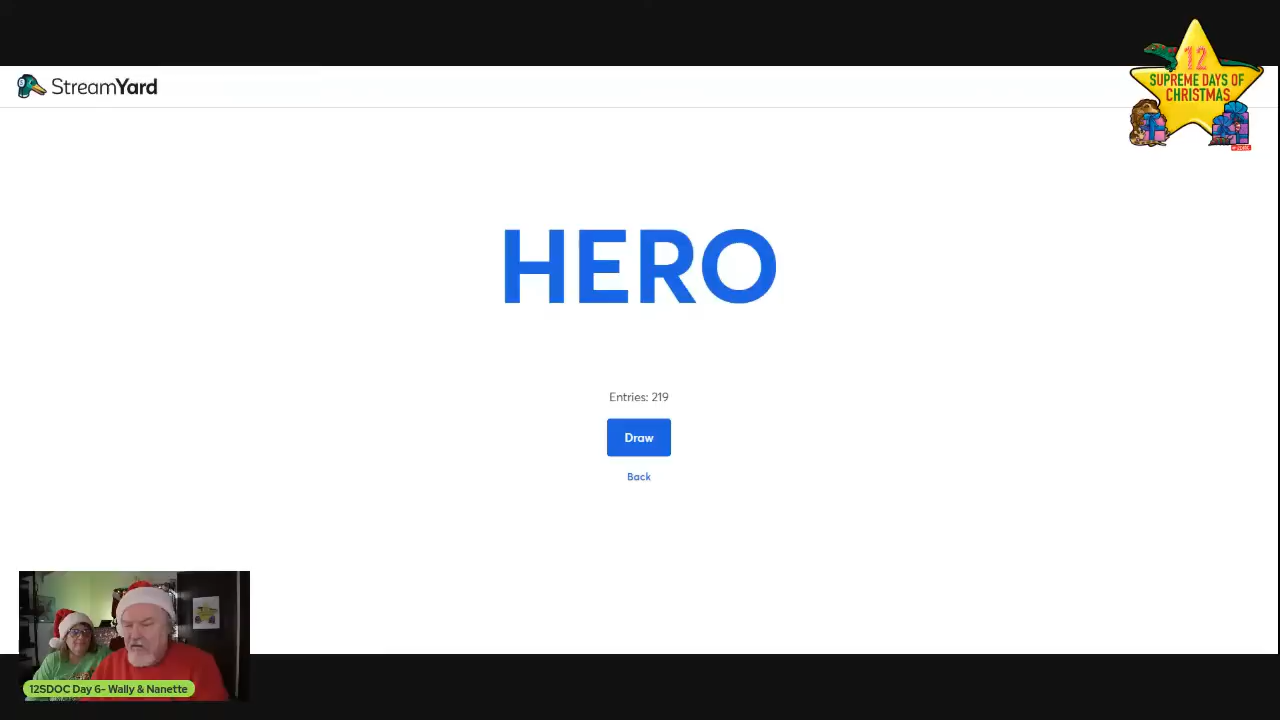 StreamYard
12
SUPREME DAYS OF
CHRISTMAS
HERO
Entries: 219
Draw
Back
12SDOC Day 6- Wally & Nanette